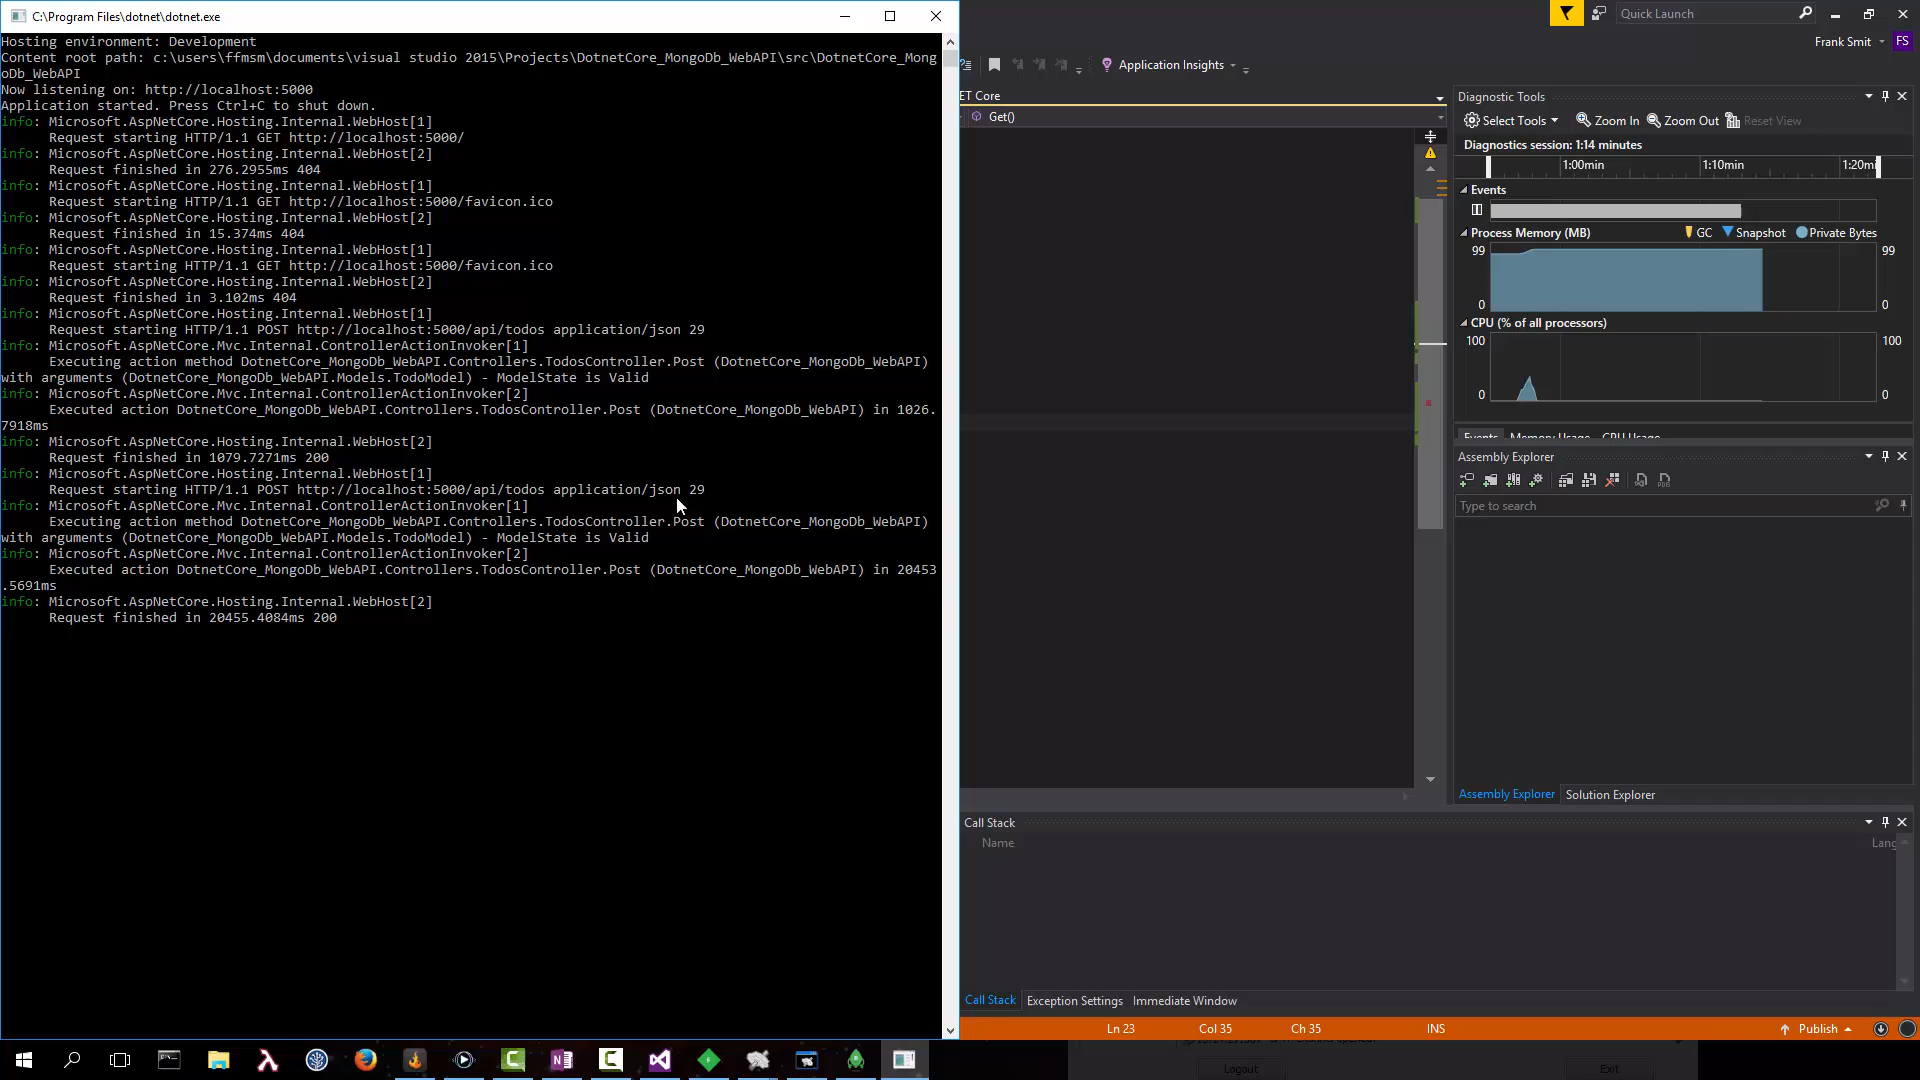 C:\Program Files\dotnet\dotnet.exe
Hosting environment: Development
Content root path: c:\users\ffmsm\documents\visual studio 2015\Projects\DotnetCore_MongoDb_WebAPI\src\DotnetCore_Mong
oDb_WebAPI
Now listening on: http://localhost:5000
Application started. Press Ctrl+C to shut down.
info: Microsoft.AspNetCore.Hosting.Internal.WebHost[1]
Request starting HTTP/1.1 GET http://localhost:5000/
info: Microsoft.AspNetCore.Hosting.Internal.WebHost[2]
Request finished in 276.2955ms 404
info: Microsoft.AspNetCore.Hosting.Internal.WebHost[1]
Request starting HTTP/1.1 GET http://localhost:5000/favicon.ico
info: Microsoft.AspNetCore.Hosting.Internal.WebHost[2]
Request finished in 15.374ms 404
info: Microsoft.AspNetCore.Hosting.Internal.WebHost[1]
Request starting HTTP/1.1 GET http://localhost:5000/favicon.ico
info: Microsoft.AspNetCore.Hosting.Internal.WebHost[2]
Request finished in 3.102ms 404
info: Microsoft.AspNetCore.Hosting.Internal.WebHost[1]
Request starting HTTP/1.1 POST http://localhost:5000/api/todos application/json 29
info: Microsoft.AspNetCore.Mvc.Internal.ControllerActionInvoker[1]
Executing action method DotnetCore_MongoDb_WebAPI.Controllers.TodosController.Post (DotnetCore_MongoDb_WebAPI)
with arguments (DotnetCore_MongoDb_WebAPI.Models.TodoModel) - ModelState is Valid
info: Microsoft.AspNetCore.Mvc.Internal.ControllerActionInvoker[2]
Executed action DotnetCore_MongoDb_WebAPI.Controllers.TodosController.Post (DotnetCore_MongoDb_WebAPI) in 1026.
7918ms
info: Microsoft.AspNetCore.Hosting.Internal.WebHost[2]
Request finished in 1079.7271ms 200
info: Microsoft.AspNetCore.Hosting.Internal.WebHost[1]
Request starting HTTP/1.1 POST http://localhost:5000/api/todos application/json 29
info: Microsoft.AspNetCore.Mvc.Internal.ControllerActionInvoker[1]
Executing action method DotnetCore_MongoDb_WebAPI.Controllers.TodosController.Post (DotnetCore_MongoDb_WebAPI)
with arguments (DotnetCore_MongoDb_WebAPI.Models.TodoModel) - ModelState is Valid
info: Microsoft.AspNetCore.Mvc.Internal.ControllerActionInvoker[2]
Executed action DotnetCore_MongoDb_WebAPI.Controllers.TodosController.Post (DotnetCore_MongoDb_WebAPI) in 20453
.5691ms
info: Microsoft.AspNetCore.Hosting.Internal.WebHost[2]
Request finished in 20455.4084ms 200
Quick Launch
Frank Smit FS
Application Insights
ET Core
Get()
Diagnostic Tools
Select Tools Zoom In Zoom Out Reset View
Diagnostics session: 1:14 minutes
1:00min 1:10min 1:20mi
Events
Process Memory (MB) GC Snapshot Private Bytes
99 99
0 0
CPU (% of all processors)
100 100
0 0
Events Memory Usage CPU Usage
Assembly Explorer
Type to search
Assembly Explorer Solution Explorer
Call Stack
Name Lang
Call Stack Exception Settings Immediate Window
Ln 23 Col 35 Ch 35 INS Publish
Logout Exit